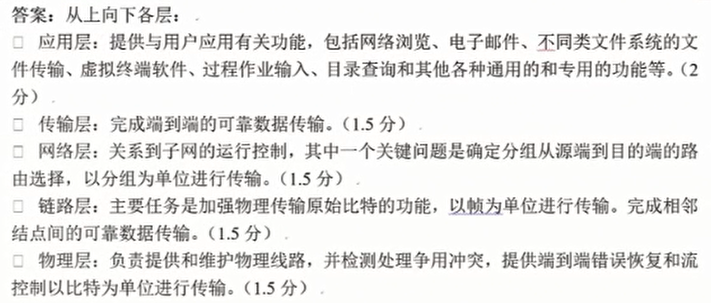 答案：从上向下各层：
□ 应用层：提供与用户应用有关功能，包括网络浏览、电子邮件、不同类文件系统的文
件传输、虚拟终端软件、过程作业输入、目录查询和其他各种通用的和专用的功能等。（2
分）
□ 传输层：完成端到端的可靠数据传输。（1.5 分）
□ 网络层：关系到子网的运行控制，其中一个关键问题是确定分组从源端到目的端的路
由选择，以分组为单位进行传输。（1.5 分）
□ 链路层：主要任务是加强物理传输原始比特的功能，以帧为单位进行传输。完成相邻
结点间的可靠数据传输。（1.5 分）
□ 物理层：负责提供和维护物理线路，并检测处理争用冲突，提供端到端错误恢复和流
控制以比特为单位进行传输。（1.5 分）